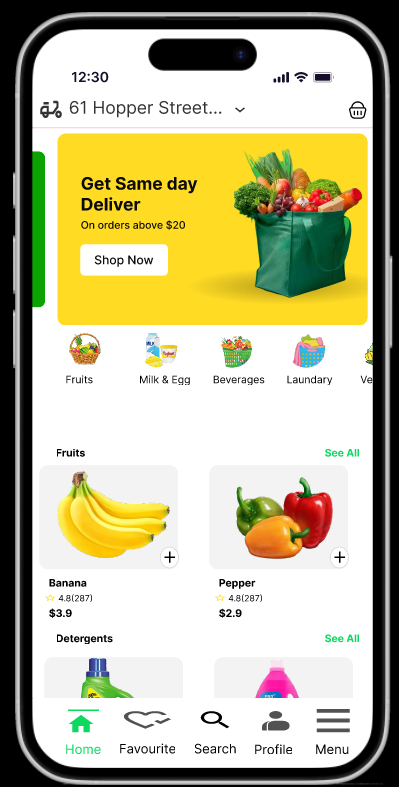 12:30
61 Hopper Street...
Get Same day
Deliver
On orders above $20
Shop Now
Fruits
Milk & Egg
Beverages
Laundary
Ve
Fruits
See All
Banana
4.8(287)
$3.9
Pepper
4.8(287)
$2.9
Detergents
See All
Home
Favourite
Search
Profile
Menu